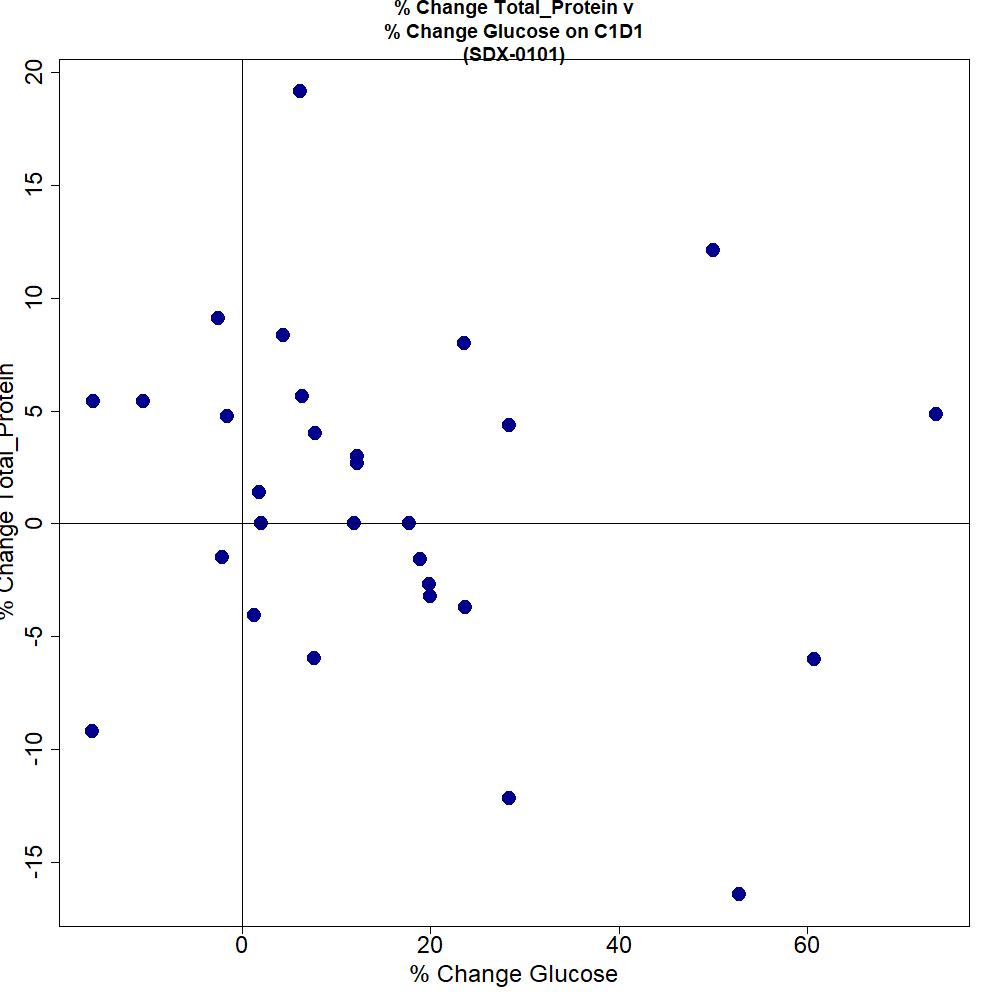 % Change Total_Protein v
% Change Glucose on C1D1
(SDX-0101)
% Change Total_Protein
20
15
10
5
0
-5
-10
-15
0 20 40 60
% Change Glucose